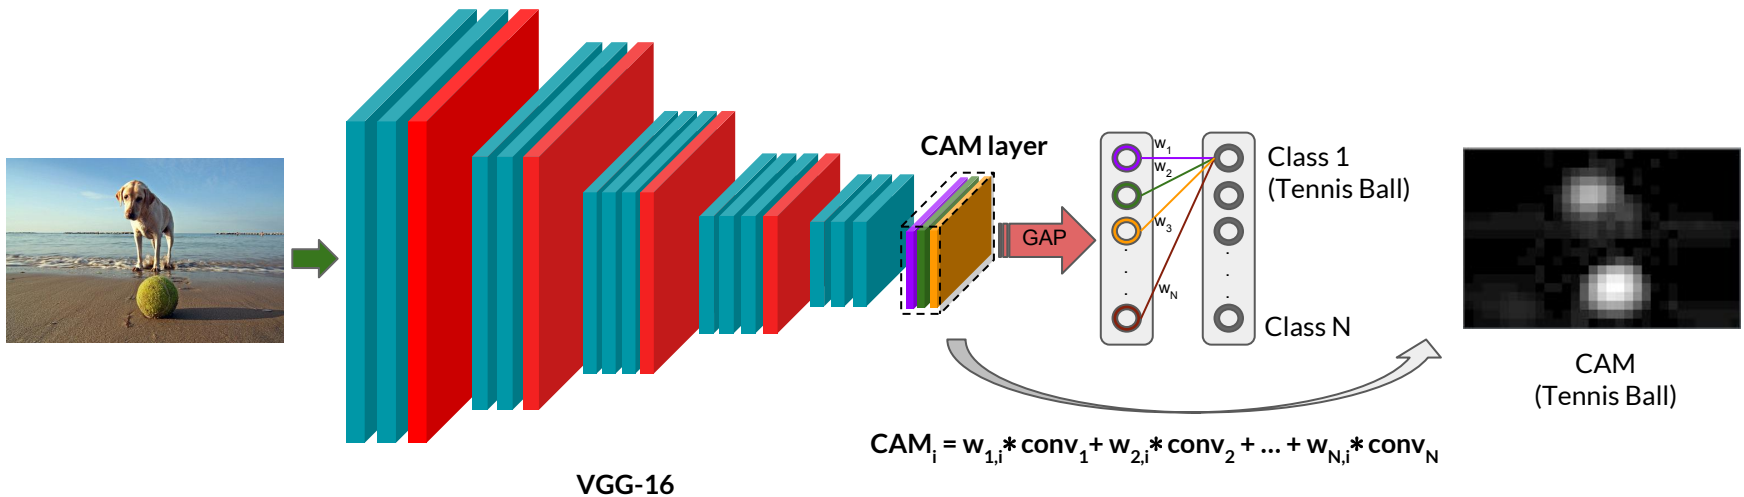 CAM layer
GAP
w1
w2
w3
wN
Class 1
(Tennis Ball)
Class N
CAM
(Tennis Ball)
CAMi = w1,i* conv1+ w2,i* conv2 + ... + wN,i* convN
VGG-16